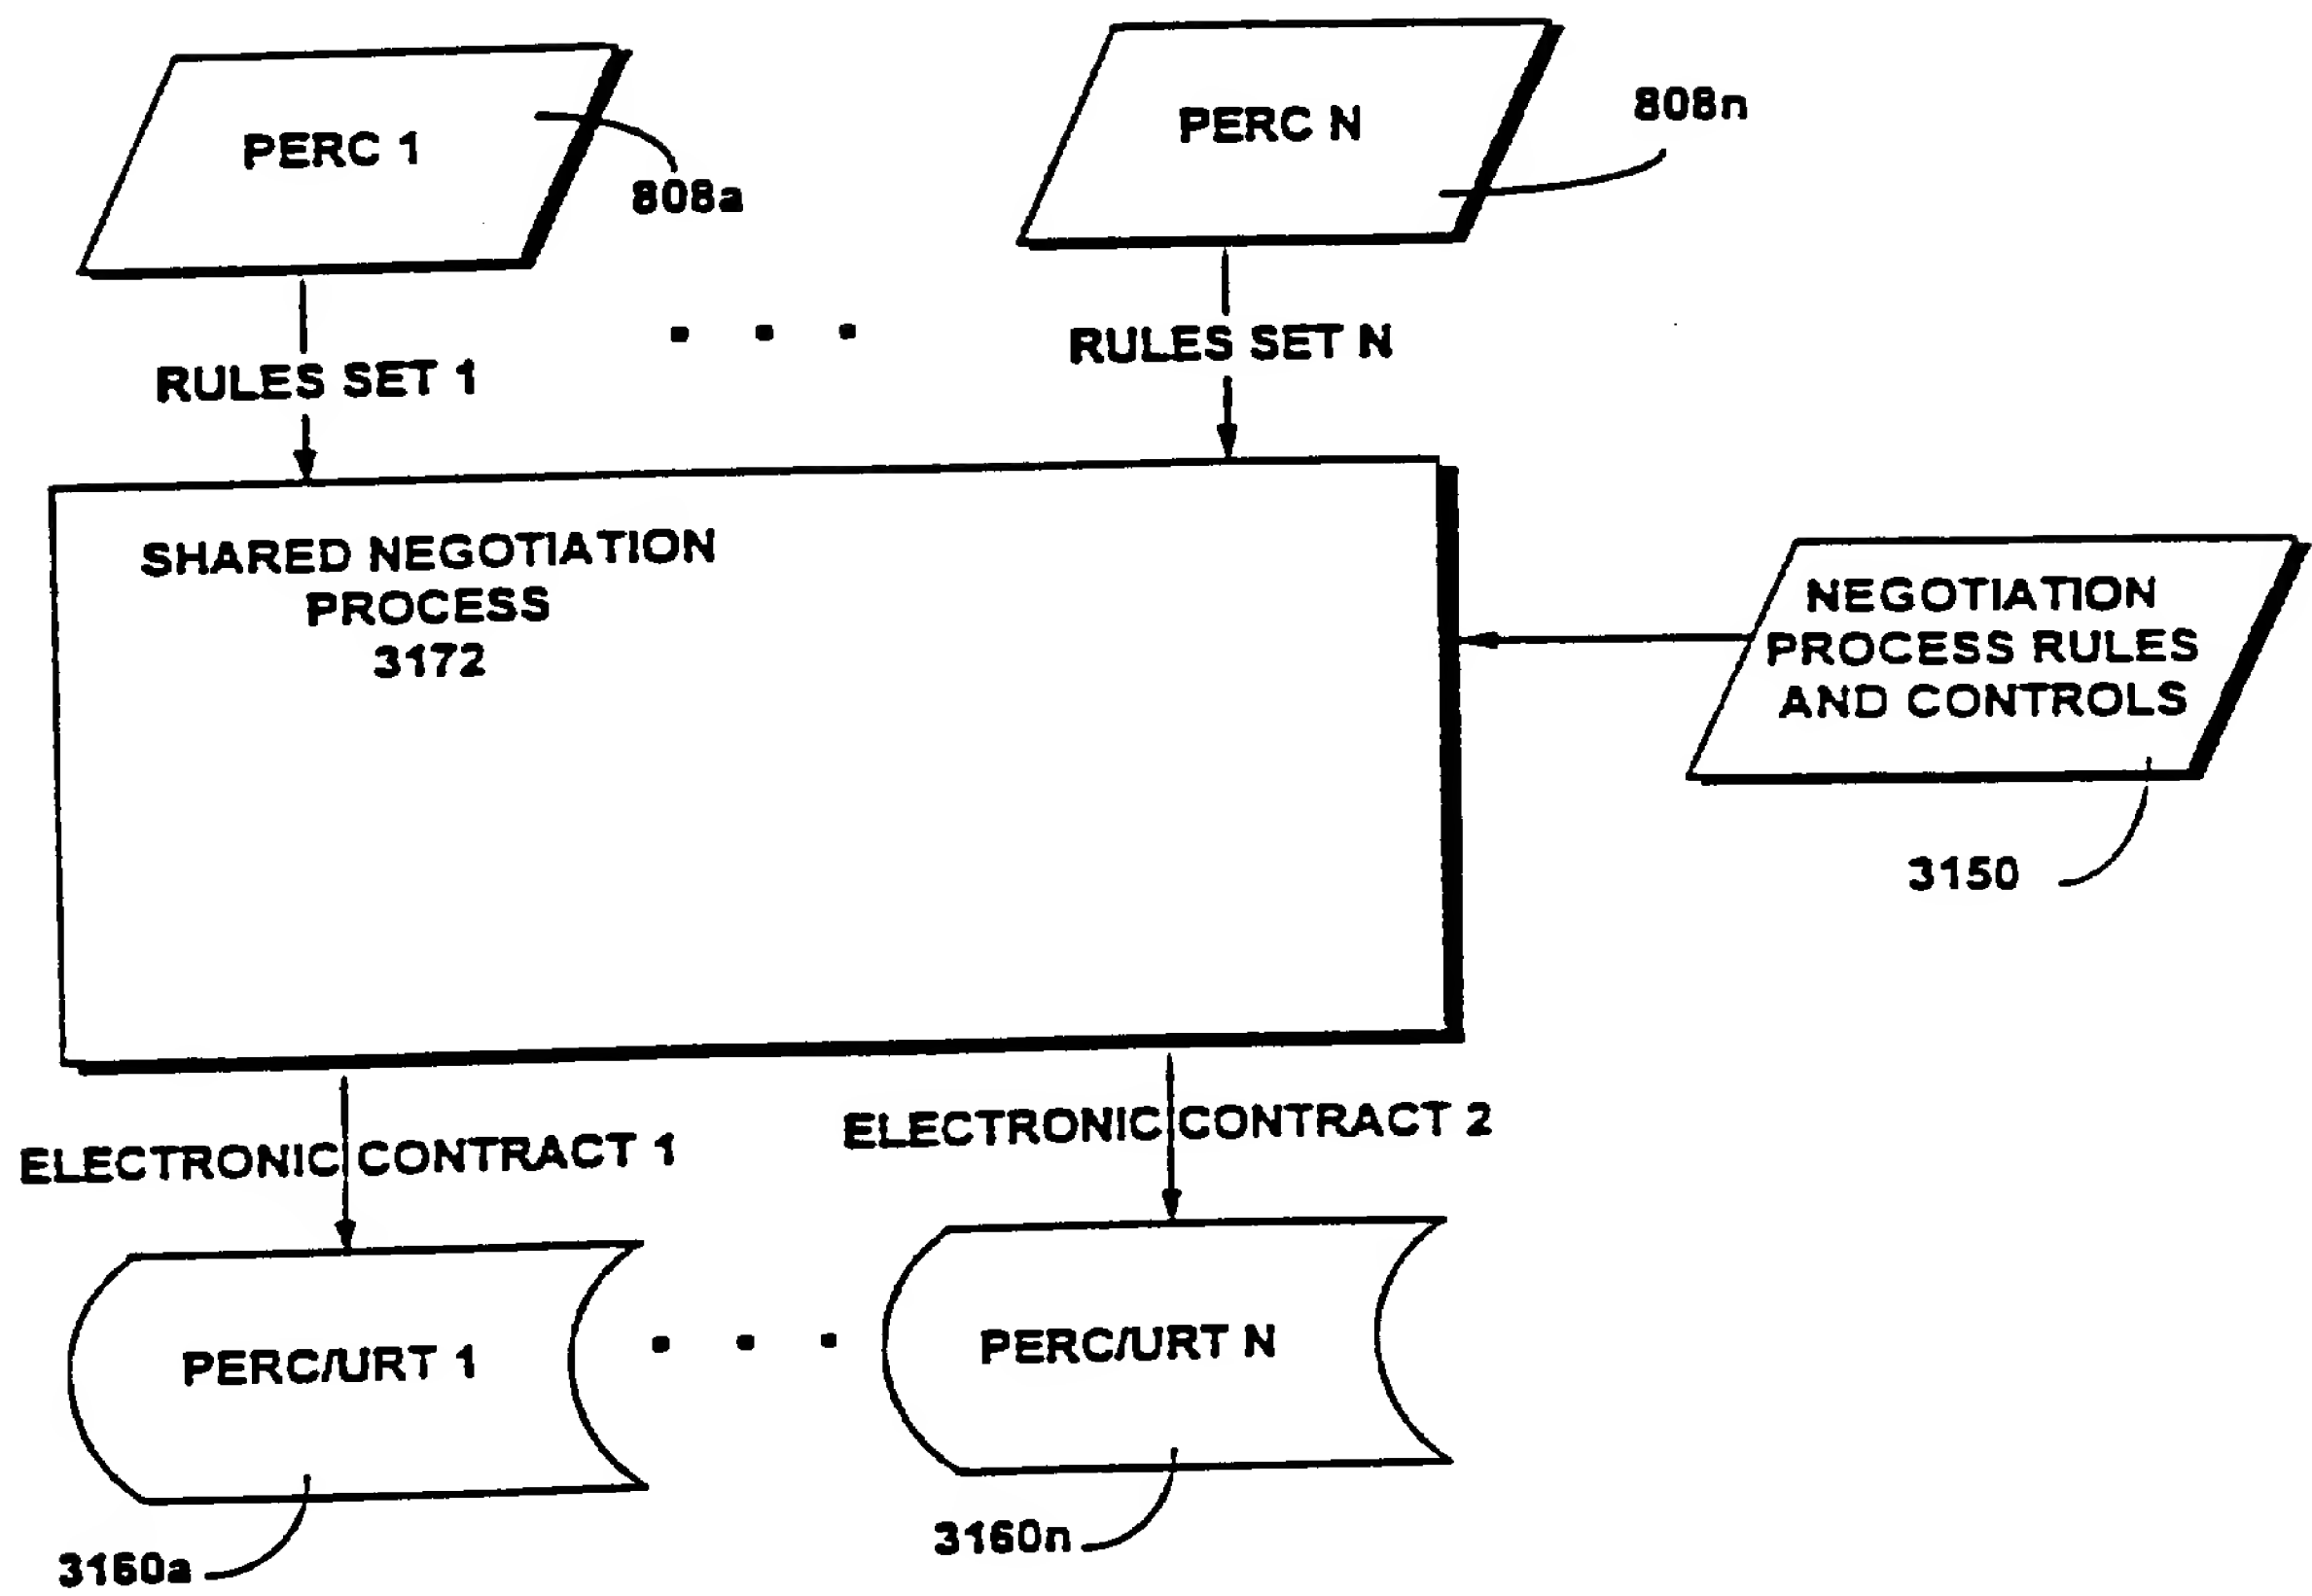 PERC 1
808a
PERC N
808n
RULES SET 1
RULES SET N
SHARED NEGOTIATION
PROCESS
3172
NEGOTIATION
PROCESS RULES
AND CONTROLS
3150
ELECTRONIC CONTRACT 1
ELECTRONIC CONTRACT 2
PERC/URT 1
PERC/URT N
3160a
3160n